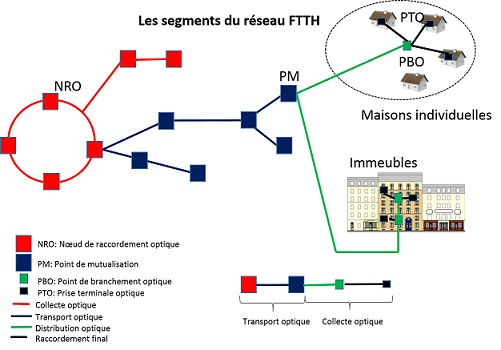 Les segments du réseau FTTH
PTO
NRO
PBO
PM
Maisons individuelles
Immeubles
NRO: Nœud de raccordement optique
PM: Point de mutualisation
PBO: Point de branchement optique
PTO: Prise terminale optique
Collecte optique
Transport optique
Distribution optique
Raccordement final
Transport optique
Collecte optique